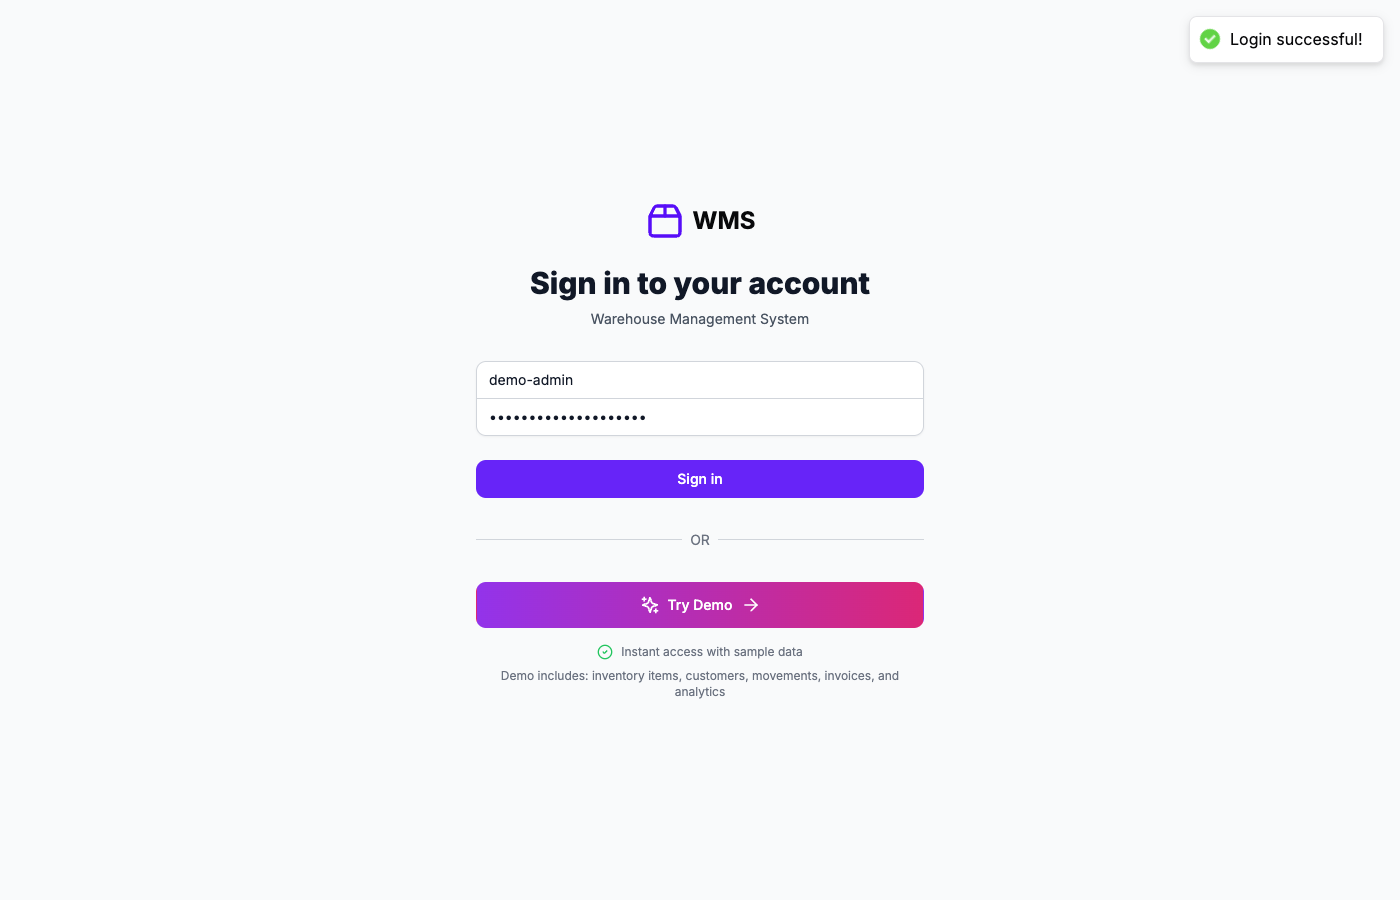 Login successful!
WMS
Sign in to your account
Warehouse Management System
demo-admin
••••••••••••••••••••
Sign in
OR
Try Demo
Instant access with sample data
Demo includes: inventory items, customers, movements, invoices, and
analytics